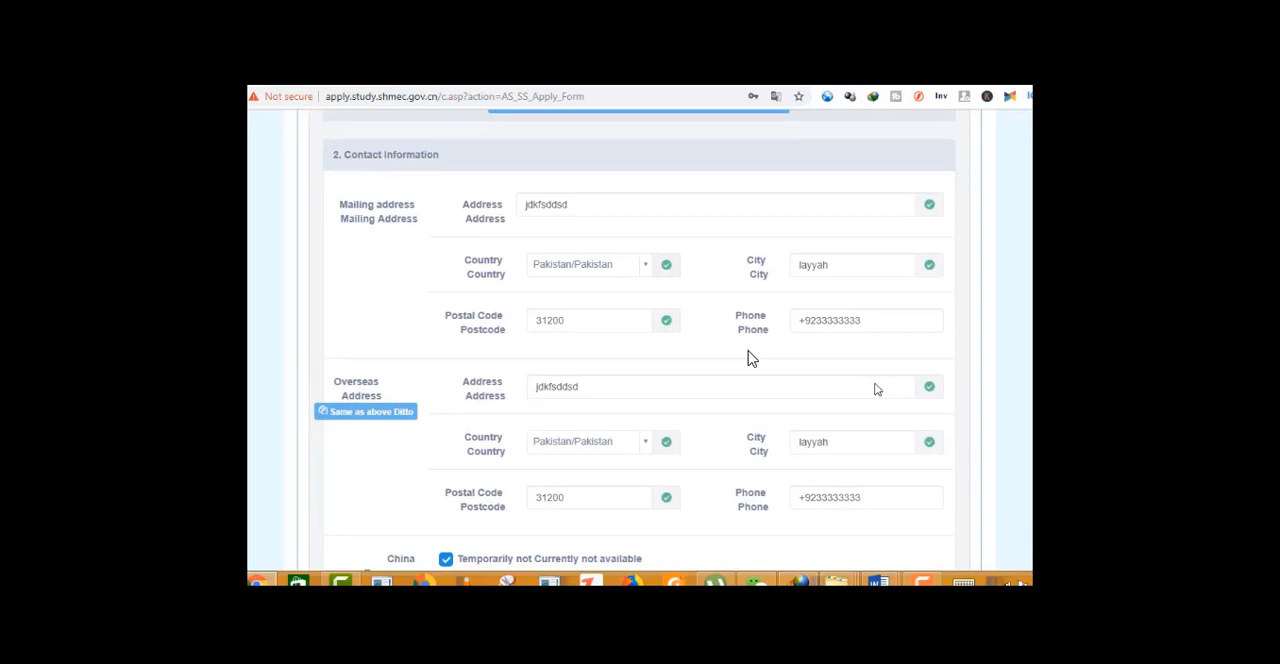 Not secure | apply.study.shmec.gov.cn/c.asp?action=AS_SS_Apply_Form
Inv
2. Contact Information
Mailing address
Mailing Address
Address
Address
jdkfsddsd
Country
Country
Pakistan/Pakistan
City
City
layyah
Postal Code
Postcode
31200
Phone
Phone
+9233333333
Overseas
Address
Same as above Ditto
Address
Address
jdkfsddsd
Country
Country
Pakistan/Pakistan
City
City
layyah
Postal Code
Postcode
31200
Phone
Phone
+9233333333
China
Temporarily not Currently not available